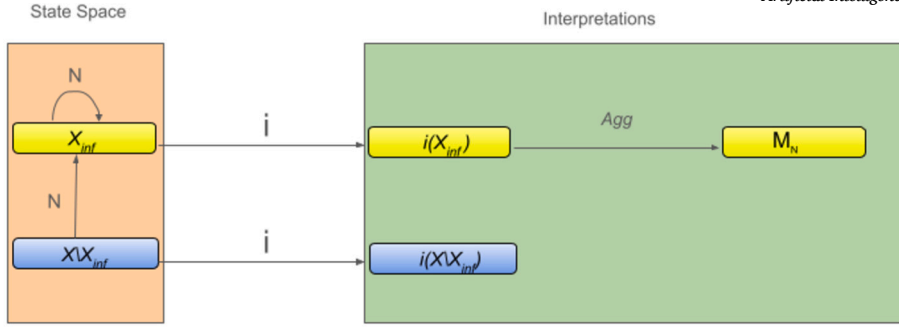 State Space
Interpretations
N
X_inf
i
i(X_inf)
Agg
M_N
N
X\X_inf
i
i(X\X_inf)